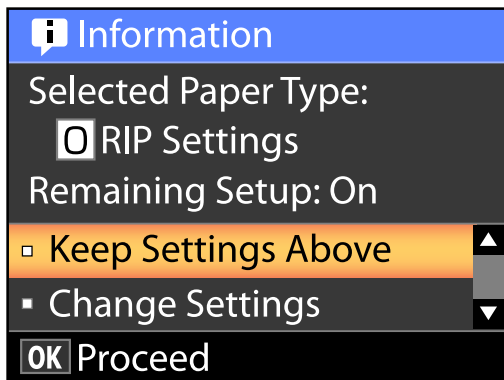 Information
Selected Paper Type:
0 RIP Settings
Remaining Setup: On
Keep Settings Above
Change Settings
OK Proceed